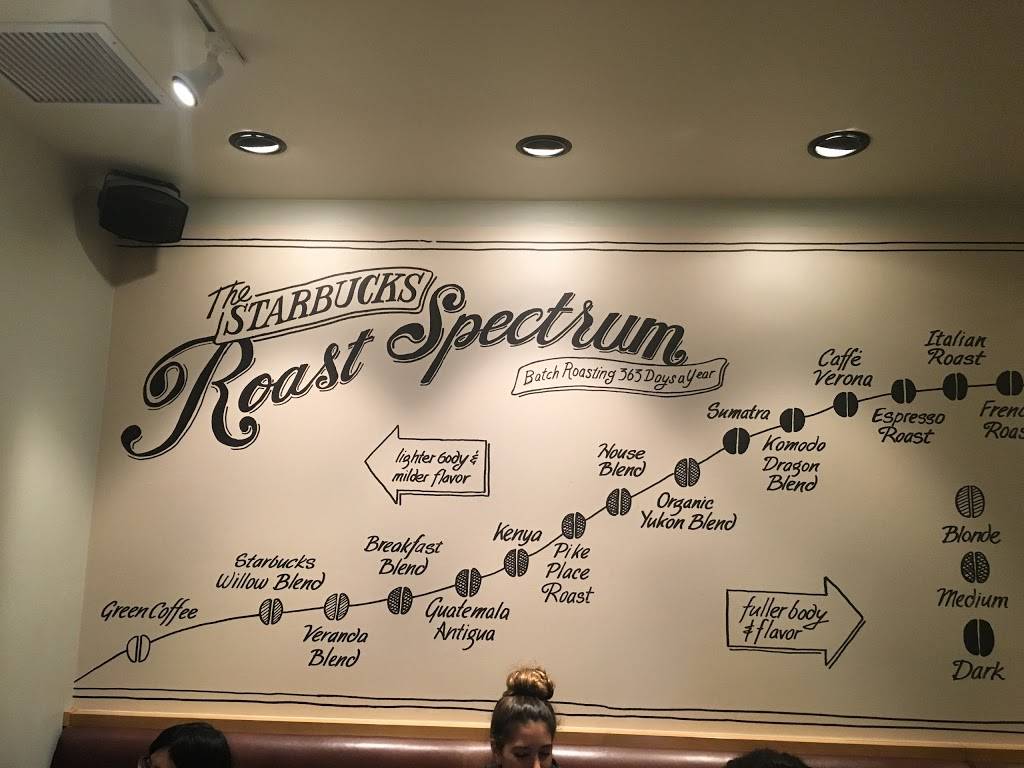 The
STARBUCKS
Roast Spectrum
Batch Roasting 363 Days a Year
lighter body &
milder flavor
Green Coffee
Starbucks
Willow Blend
Veranda
Blend
Breakfast
Blend
Guatemala
Antigua
Kenya
Pike
Place
Roast
House
Blend
Organic
Yukon Blend
Sumatra
Komodo
Dragon
Blend
Caffè
Verona
Espresso
Roast
Italian
Roast
Frenc
Roas
fuller body
& flavor
Blonde
Medium
Dark